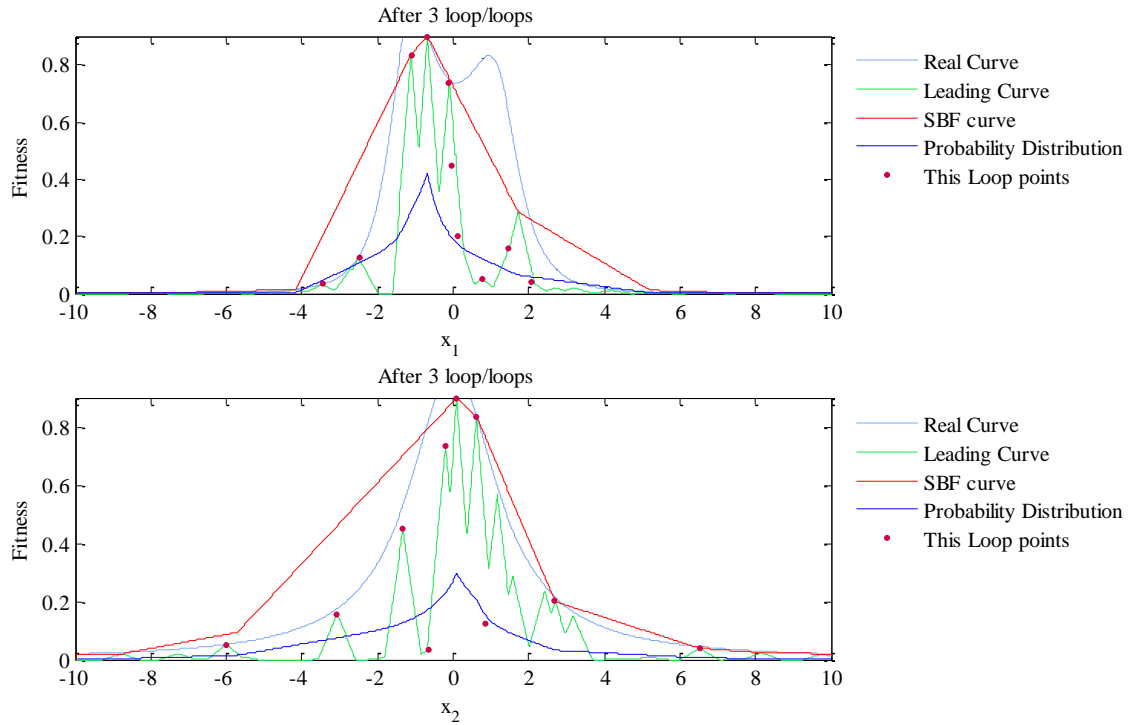 After 3 loop/loops
Fitness
0.8
0.6
0.4
0.2
0
-10 -8 -6 -4 -2 0 2 4 6 8 10
x1
Real Curve
Leading Curve
SBF curve
Probability Distribution
This Loop points
After 3 loop/loops
Fitness
0.8
0.6
0.4
0.2
0
-10 -8 -6 -4 -2 0 2 4 6 8 10
x2
Real Curve
Leading Curve
SBF curve
Probability Distribution
This Loop points